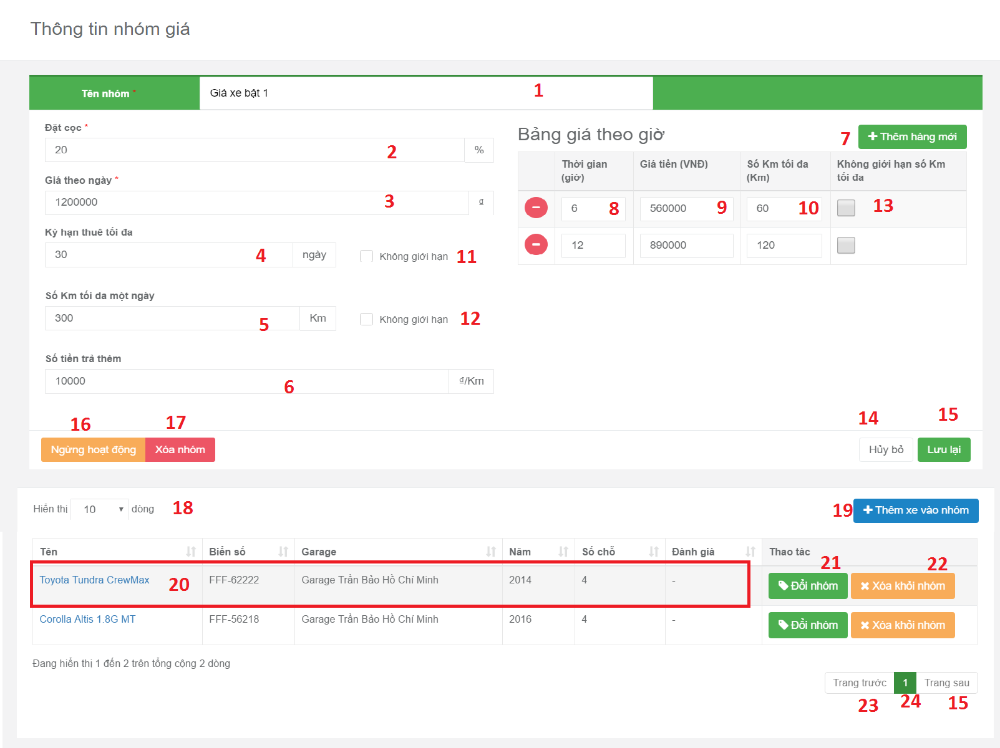 Thông tin nhóm giá
Tên nhóm * Giá xe bật 1 1
Đặt cọc *
20 2 %
Giá theo ngày *
1200000 3 đ
Kỳ hạn thuê tối đa
30 4 ngày Không giới hạn 11
Số Km tối đa một ngày
300 5 Km Không giới hạn 12
Số tiền trả thêm
10000 6 đ/Km
Bảng giá theo giờ 7 Thêm hàng mới
Thời gian (giờ) Giá tiền (VNĐ) Số Km tối đa (Km) Không giới hạn số Km tối đa
6 8 560000 9 60 10 13
12 890000 120
16 17 14 15
Ngừng hoạt động Xóa nhóm Hủy bỏ Lưu lại
Hiển thị 10 dòng 18 19 Thêm xe vào nhóm
Tên Biển số Garage Năm Số chỗ Đánh giá Thao tác
21 22
Toyota Tundra CrewMax 20 FFF-62222 Garage Trần Bảo Hồ Chí Minh 2014 4 - Đổi nhóm Xóa khỏi nhóm
Corolla Altis 1.8G MT FFF-56218 Garage Trần Bảo Hồ Chí Minh 2016 4 - Đổi nhóm Xóa khỏi nhóm
Đang hiển thị 1 đến 2 trên tổng cộng 2 dòng
Trang trước 1 Trang sau
23 24 15